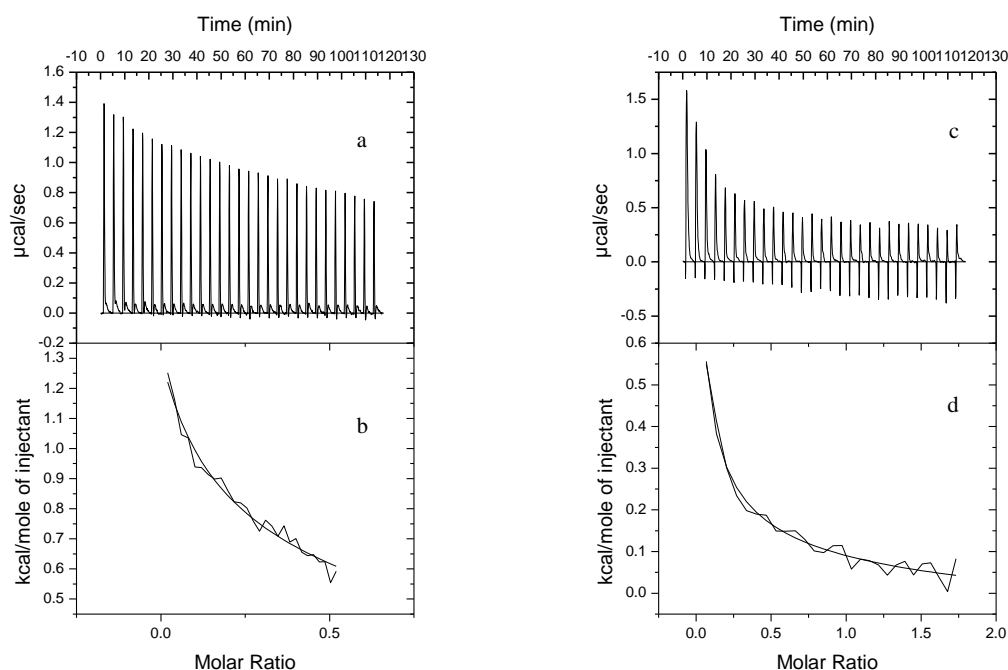 Time (min)
-10 0 10 20 30 40 50 60 70 80 90 100110120130
1.6
1.4
1.2
1.0
0.8
0.6
0.4
0.2
0.0
-0.2
µcal/sec
a
1.3
1.2
1.1
1.0
0.9
0.8
0.7
0.6
0.5
kcal/mole of injectant
b
0.0 0.5
Molar Ratio
Time (min)
-10 0 10 20 30 40 50 60 70 80 90 100110120130
1.5
1.0
0.5
0.0
-0.5
µcal/sec
c
0.6
0.5
0.4
0.3
0.2
0.1
0.0
kcal/mole of injectant
d
0.0 0.5 1.0 1.5 2.0
Molar Ratio